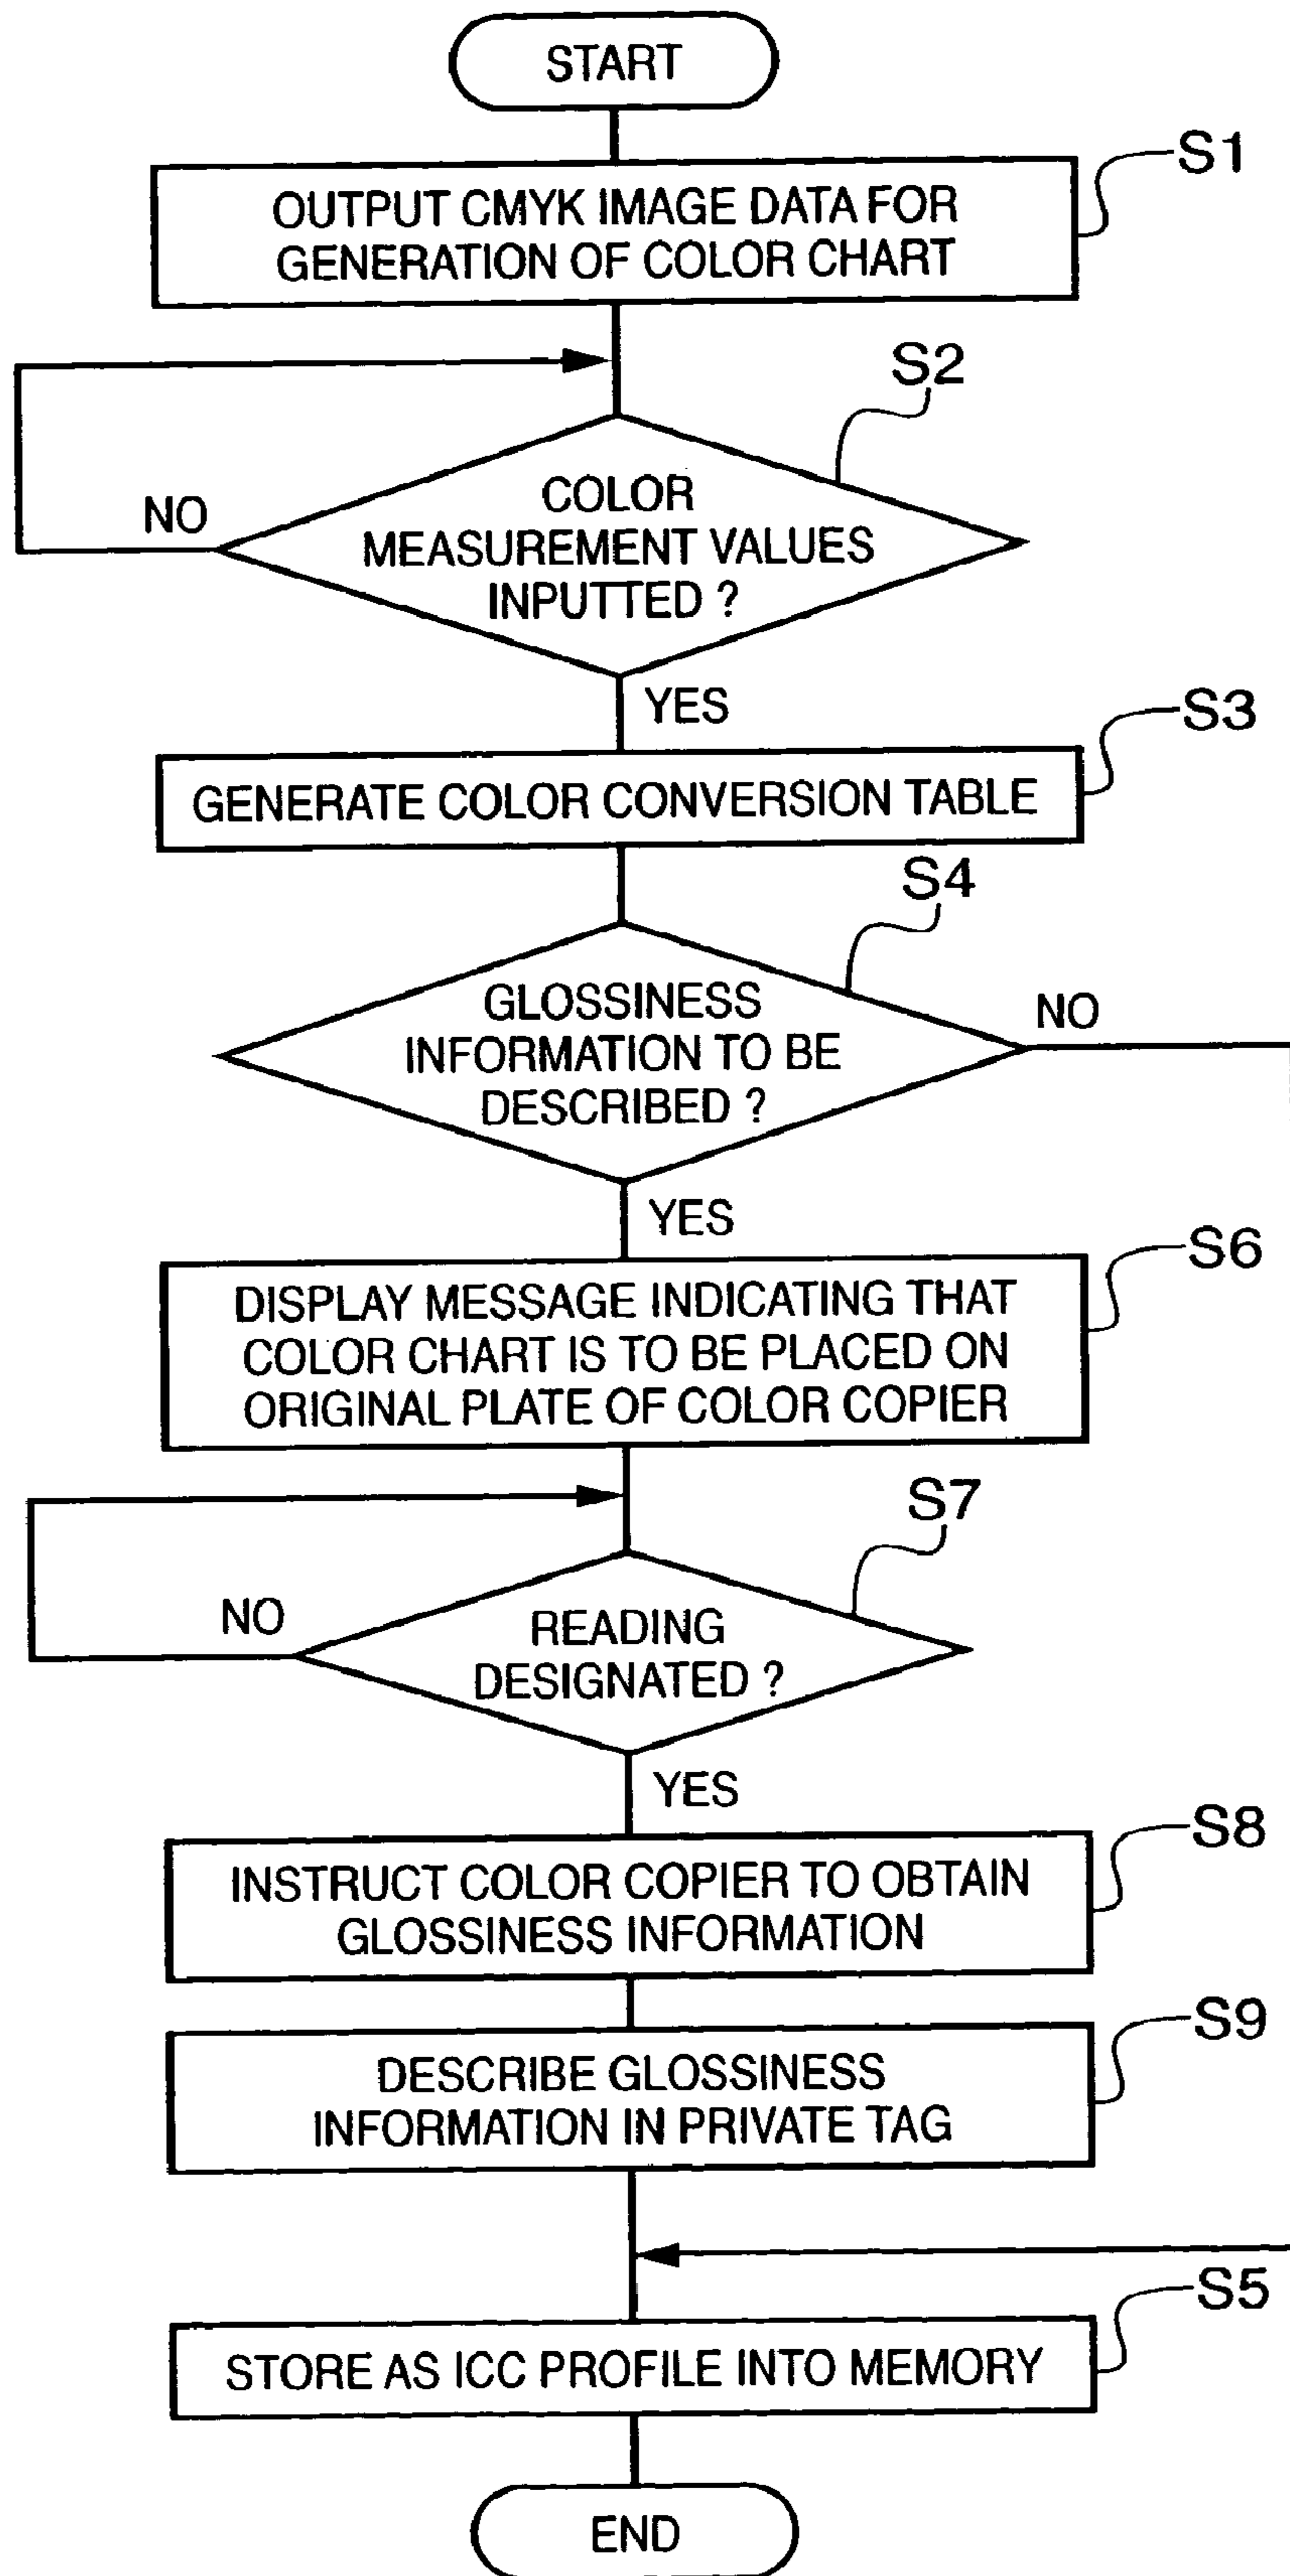 START
S1
OUTPUT CMYK IMAGE DATA FOR
GENERATION OF COLOR CHART
S2
COLOR
MEASUREMENT VALUES
INPUTTED ?
NO
YES
S3
GENERATE COLOR CONVERSION TABLE
S4
GLOSSINESS
INFORMATION TO BE
DESCRIBED ?
NO
YES
S6
DISPLAY MESSAGE INDICATING THAT
COLOR CHART IS TO BE PLACED ON
ORIGINAL PLATE OF COLOR COPIER
S7
READING
DESIGNATED ?
NO
YES
S8
INSTRUCT COLOR COPIER TO OBTAIN
GLOSSINESS INFORMATION
S9
DESCRIBE GLOSSINESS
INFORMATION IN PRIVATE TAG
S5
STORE AS ICC PROFILE INTO MEMORY
END